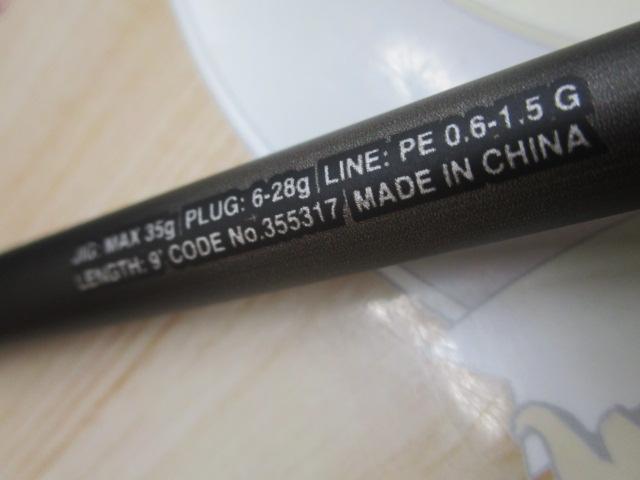 JIG: MAX 35g | PLUG: 6-28g | LINE: PE 0.6-1.5 G
LENGTH: 9' CODE No.355317 | MADE IN CHINA